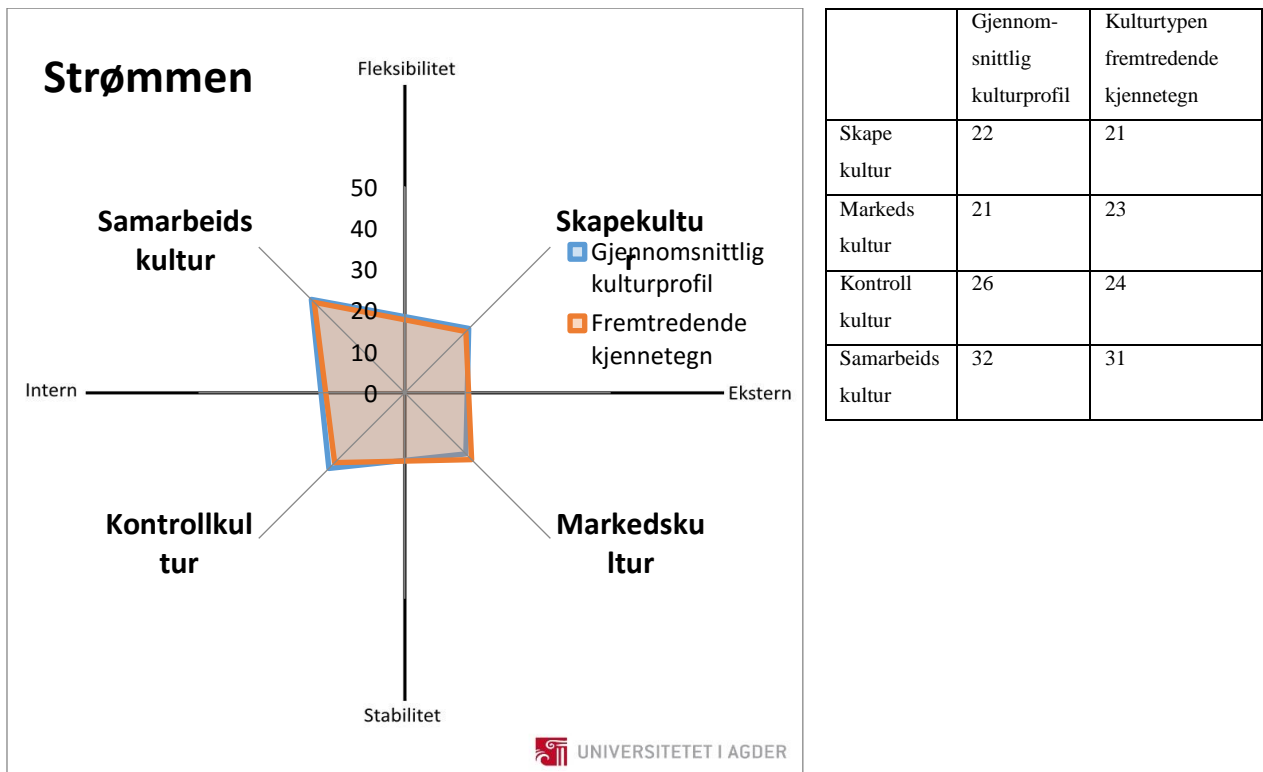 Strømmen
Fleksibilitet
50
40
30
20
10
0
Samarbeids
kultur
Skapekultu
r
Gjennomsnittlig
kulturprofil
Fremtredende
kjennetegn
Intern
Ekstern
Kontrollkul
tur
Markedsku
ltur
Stabilitet
UNIVERSITETET I AGDER
Gjennom-
snittlig
kulturprofil
Kulturtypen
fremtredende
kjennetegn
Skape
kultur
22
21
Markeds
kultur
21
23
Kontroll
kultur
26
24
Samarbeids
kultur
32
31